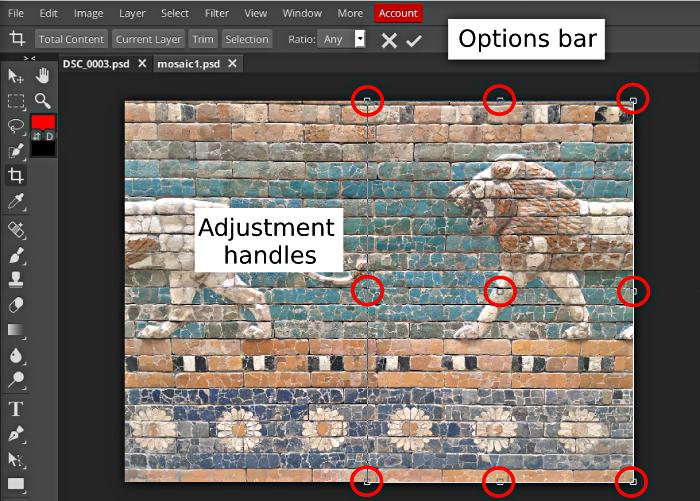 File Edit Image Layer Select Filter View Window More Account
Options bar
Total Content Current Layer Trim Selection Ratio: Any
> <
DSC_0003.psd mosaic1.psd
D
Adjustment
handles
T